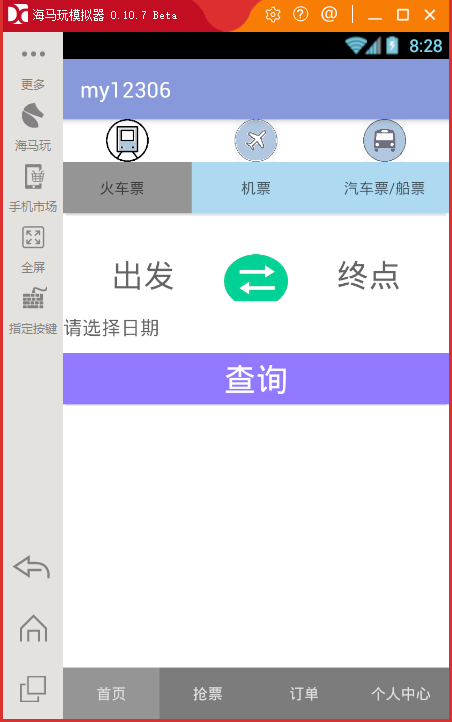 海马玩模拟器 0.10.7 Beta
8:28
更多
海马玩
手机市场
全屏
指定按键
my12306
火车票 机票 汽车票/船票
出发 终点
请选择日期
查询
首页 抢票 订单 个人中心